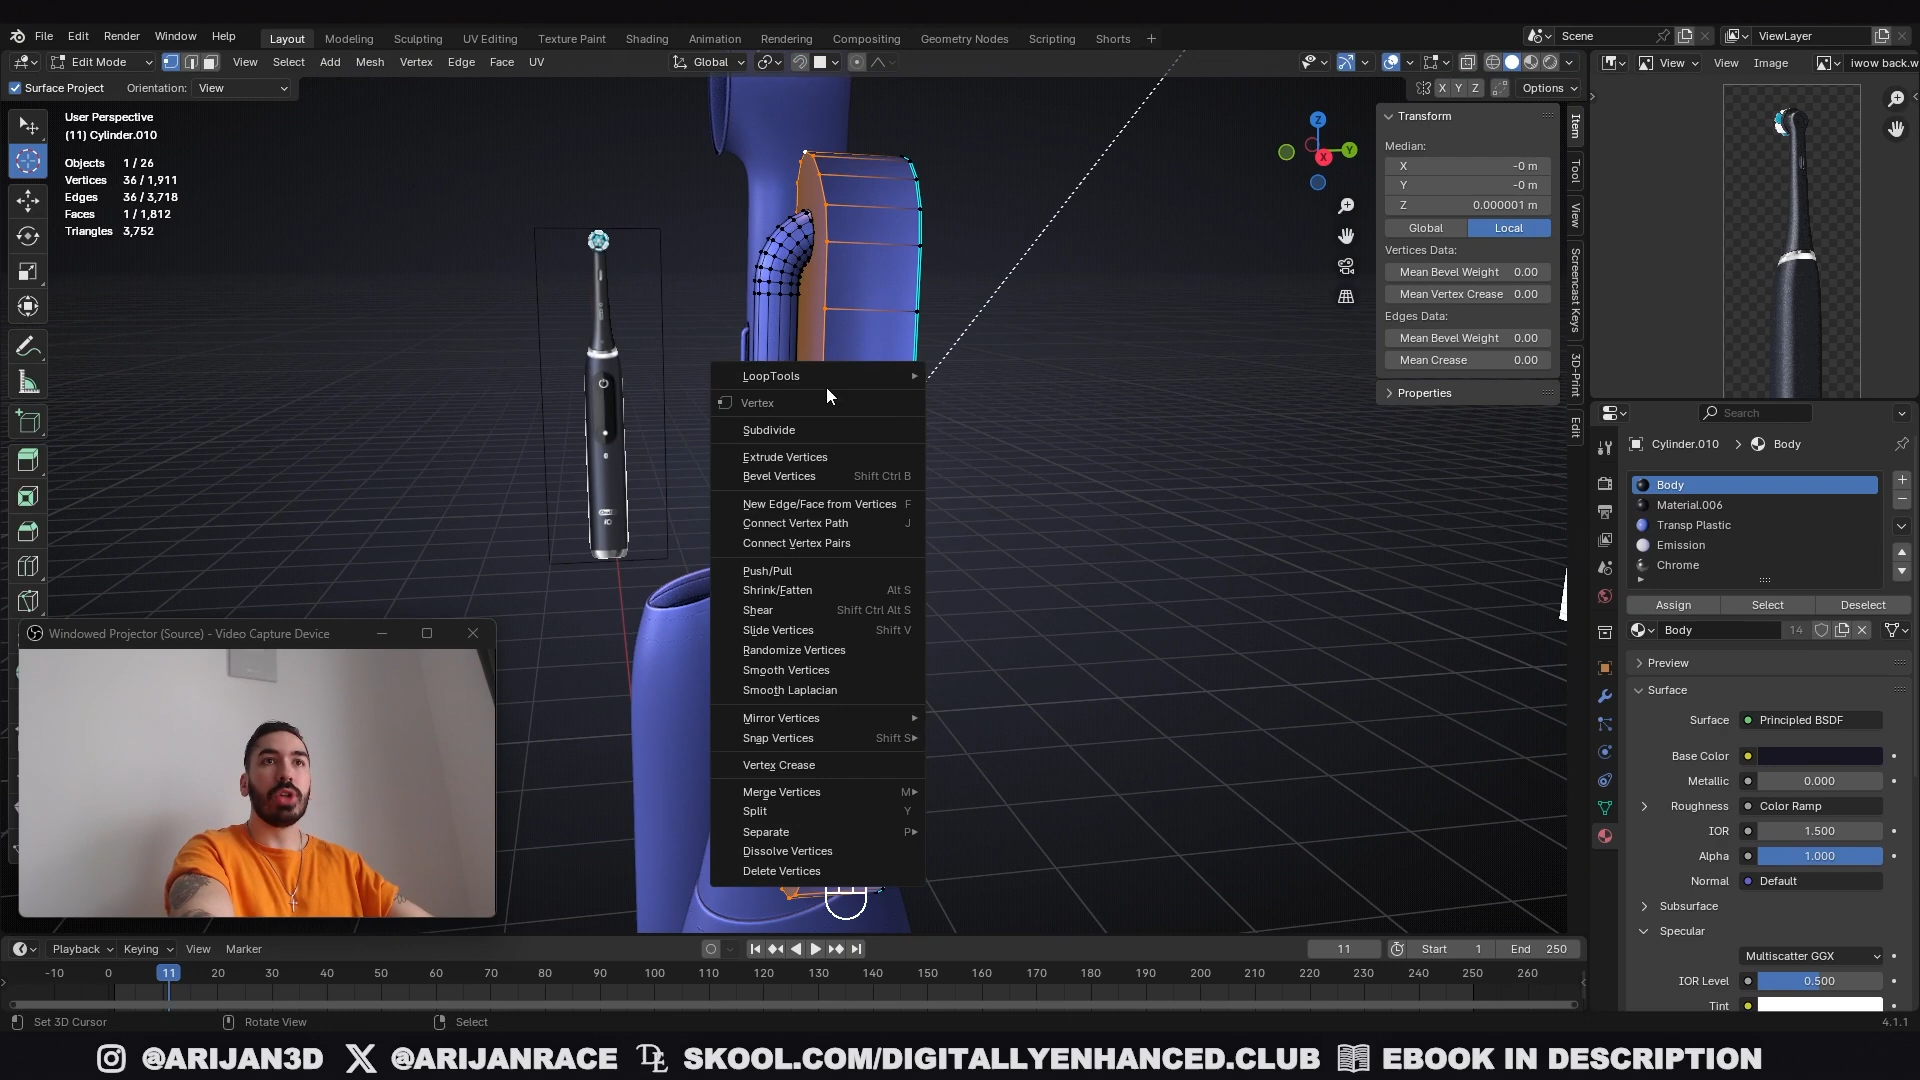 File Edit Render Window Help
Layout Modeling Sculpting UV Editing Texture Paint Shading Animation Rendering Compositing Geometry Nodes Scripting Shorts +
Scene
ViewLayer
Edit Mode View Select Add Mesh Vertex Edge Face UV
Global
View View Image iwow back.w
Surface Project Orientation: View
X Y Z Options
User Perspective
(11) Cylinder.010
Objects 1 / 26
Vertices 36 / 1,911
Edges 36 / 3,718
Faces 1 / 1,812
Triangles 3,752
Z
Y
X
Transform
Median:
X -0 m
Y -0 m
Z 0.000001 m
Global Local
Vertices Data:
Mean Bevel Weight 0.00
Mean Vertex Crease 0.00
Edges Data:
Mean Bevel Weight 0.00
Mean Crease 0.00
Properties
Item
Tool
View
Screencast Keys
3D-Print
Edit
LoopTools
Vertex
Subdivide
Extrude Vertices
Bevel Vertices Shift Ctrl B
New Edge/Face from Vertices F
Connect Vertex Path J
Connect Vertex Pairs
Push/Pull
Shrink/Fatten Alt S
Shear Shift Ctrl Alt S
Slide Vertices Shift V
Randomize Vertices
Smooth Vertices
Smooth Laplacian
Mirror Vertices
Snap Vertices Shift S
Vertex Crease
Merge Vertices M
Split Y
Separate P
Dissolve Vertices
Delete Vertices
Windowed Projector (Source) - Video Capture Device
Search
Cylinder.010 > Body
Body
Material.006
Transp Plastic
Emission
Chrome
Assign Select Deselect
Body 14
Preview
Surface
Surface Principled BSDF
Base Color
Metallic 0.000
Roughness Color Ramp
IOR 1.500
Alpha 1.000
Normal Default
Subsurface
Specular
Multiscatter GGX
IOR Level 0.500
Tint
Playback Keying View Marker
11 Start 1 End 250
-10 0 11 20 30 40 50 60 70 80 90 100 110 120 130 140 150 160 170 180 190 200 210 220 230 240 250 260
Set 3D Cursor Rotate View Select
4.1.1
@ARIJAN3D @ARIJANRACE SKOOL.COM/DIGITALLYENHANCED.CLUB EBOOK IN DESCRIPTION